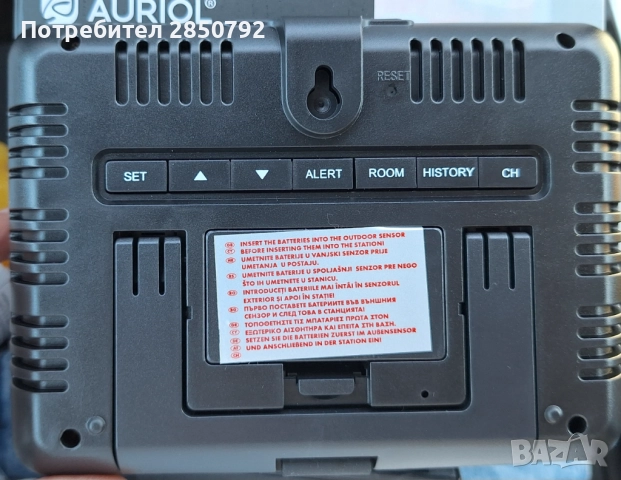 AURIOL®
Потребител 2850792
RESET
SET ▲ ▼ ALERT ROOM HISTORY CH
INSERT THE BATTERIES INTO THE OUTDOOR SENSOR
BEFORE INSERTING THEM INTO THE STATION!
UMETNITE BATERIJE U VANJSKI SENZOR PRIJE
UMETANJA U POSTAJU.
UMETNITE BATERIJE U SPOLJAŠNJI SENZOR PRE NEGO
ŠTO IH UMETNETE U STANICU.
INTRODUCEȚI BATERIILE MAI ÎNTÂI ÎN SENZORUL
EXTERIOR ȘI APOI ÎN STAȚIE!
ПЪРВО ПОСТАВЕТЕ БАТЕРИИТЕ ВЪВ ВЪНШНИЯ
СЕНЗОР И СЛЕД ТОВА В СТАНЦИЯТА!
ΤΟΠΟΘΕΤΗΣΤΕ ΤΙΣ ΜΠΑΤΑΡΙΕΣ ΠΡΩΤΑ ΣΤΟΝ
ΕΞΩΤΕΡΙΚΟ ΑΙΣΘΗΤΗΡΑ ΚΑΙ ΕΠΕΙΤΑ ΣΤΗ ΒΑΣΗ.
SETZEN SIE DIE BATTERIEN ZUERST IM AUßENSENSOR
UND ANSCHLIEßEND IN DER STATION EIN!
BAZAR